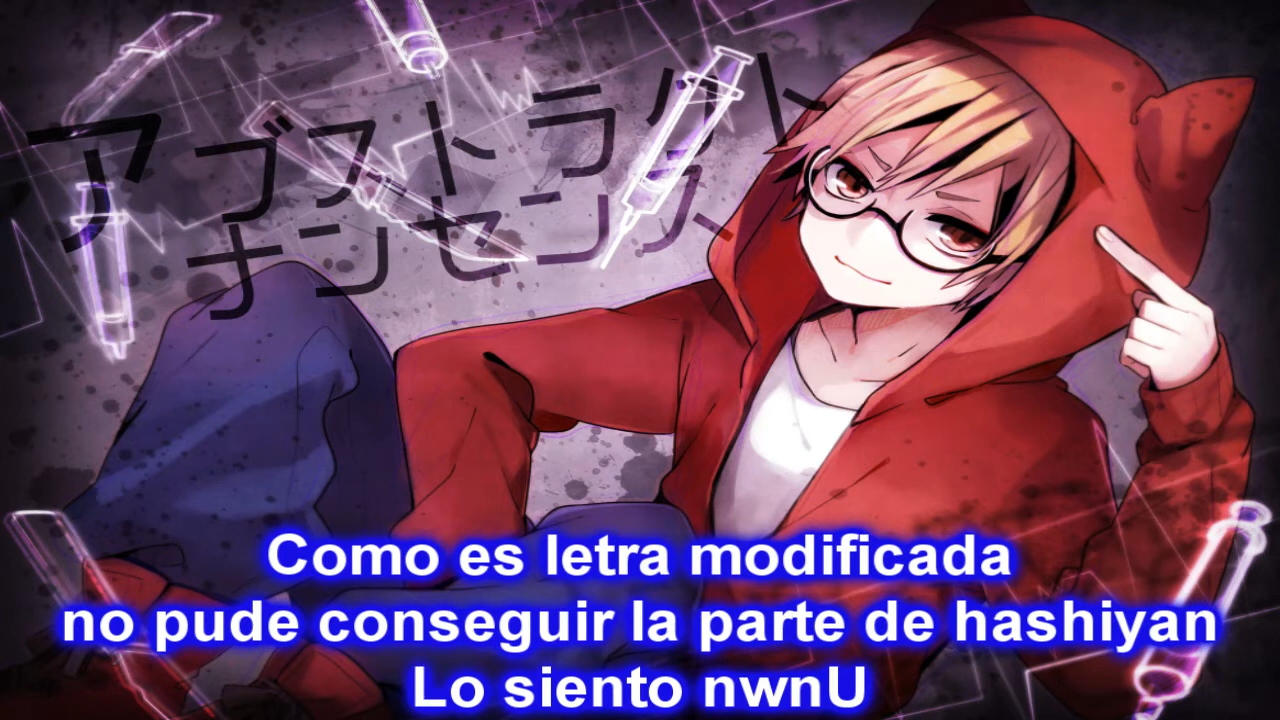 アブストラクト
ナンセンス
Como es letra modificada
no pude conseguir la parte de hashiyan
Lo siento nwnU